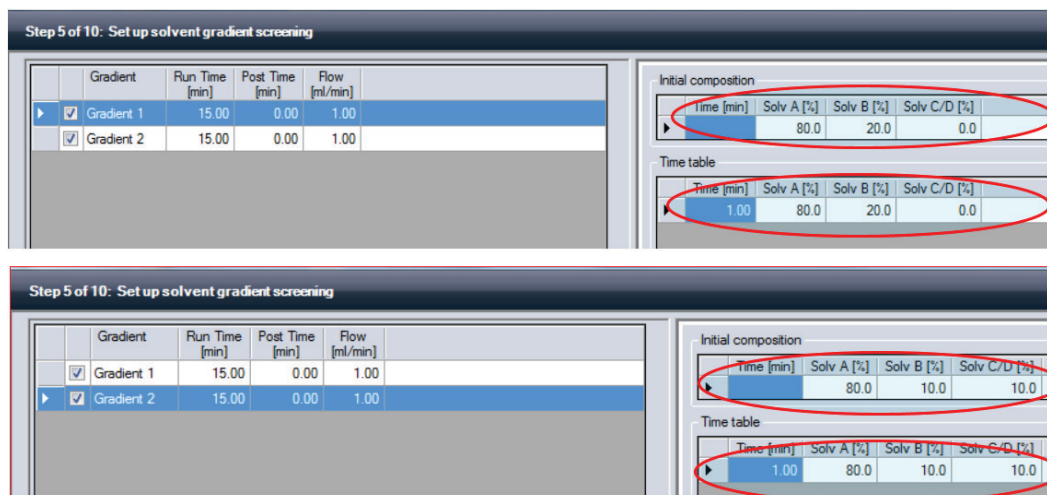 Step 5 of 10: Set up solvent gradient screening
Gradient Run Time [min] Post Time [min] Flow [ml/min]
Gradient 1 15.00 0.00 1.00
Gradient 2 15.00 0.00 1.00
Initial composition
Time [min] Solv A [%] Solv B [%] Solv C/D [%]
80.0 20.0 0.0
Time table
Time [min] Solv A [%] Solv B [%] Solv C/D [%]
1.00 80.0 20.0 0.0
Step 5 of 10: Set up solvent gradient screening
Gradient Run Time [min] Post Time [min] Flow [ml/min]
Gradient 1 15.00 0.00 1.00
Gradient 2 15.00 0.00 1.00
Initial composition
Time [min] Solv A [%] Solv B [%] Solv C/D [%]
80.0 10.0 10.0
Time table
Time [min] Solv A [%] Solv B [%] Solv C/D [%]
1.00 80.0 10.0 10.0